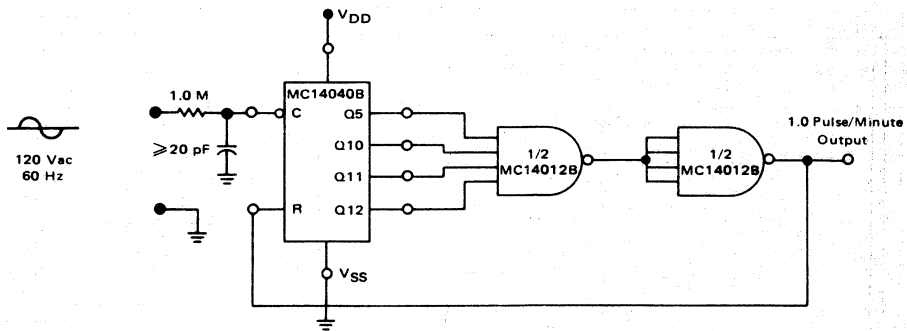 VDD
MC14040B
1.0 M
C
Q5
1.0 Pulse/Minute
Output
≥20 pF
Q10
1/2
MC14012B
1/2
MC14012B
120 Vac
60 Hz
Q11
R
Q12
VSS